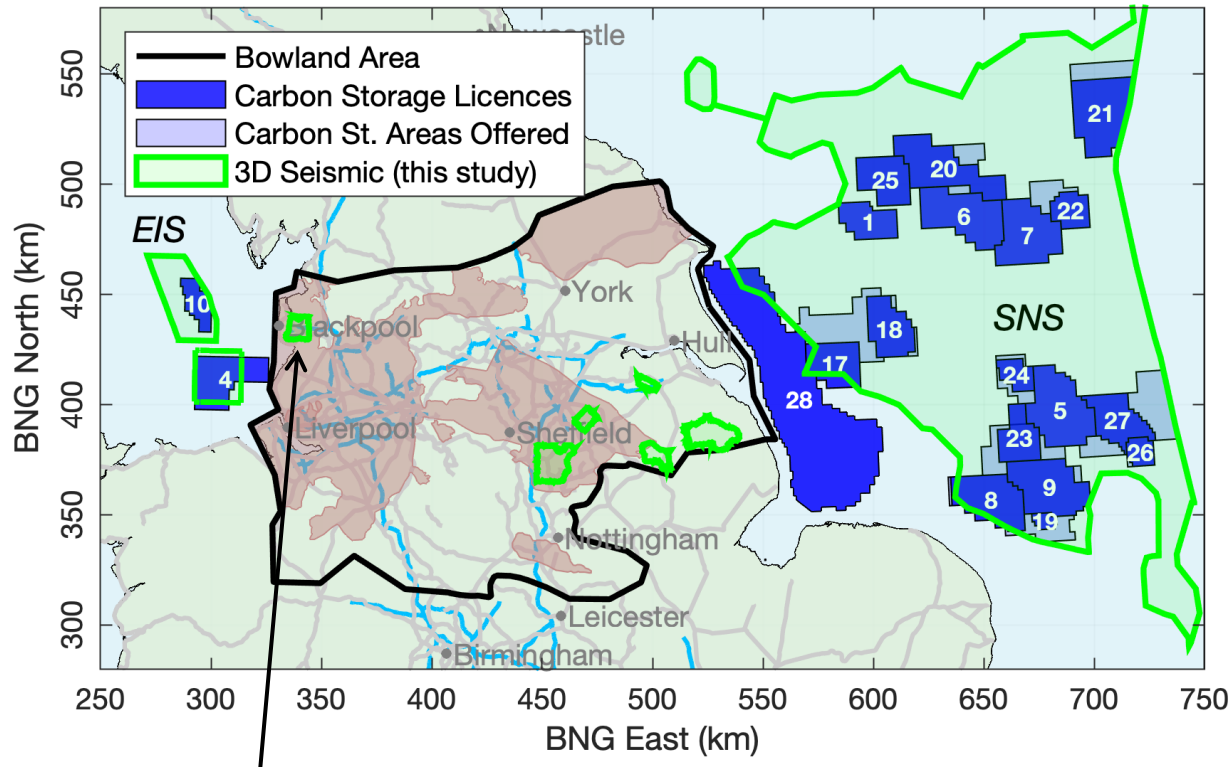 Newcastle
Bowland Area
Carbon Storage Licences
Carbon St. Areas Offered
3D Seismic (this study)
550
500
450
400
350
300
BNG North (km)
EIS
10
4
Blackpool
Liverpool
York
Hull
Sheffield
Nottingham
Leicester
Birmingham
SNS
21
20
25
1
6
7
22
18
17
28
24
5
27
23
26
9
8
19
250
300
350
400
450
500
550
600
650
700
750
BNG East (km)